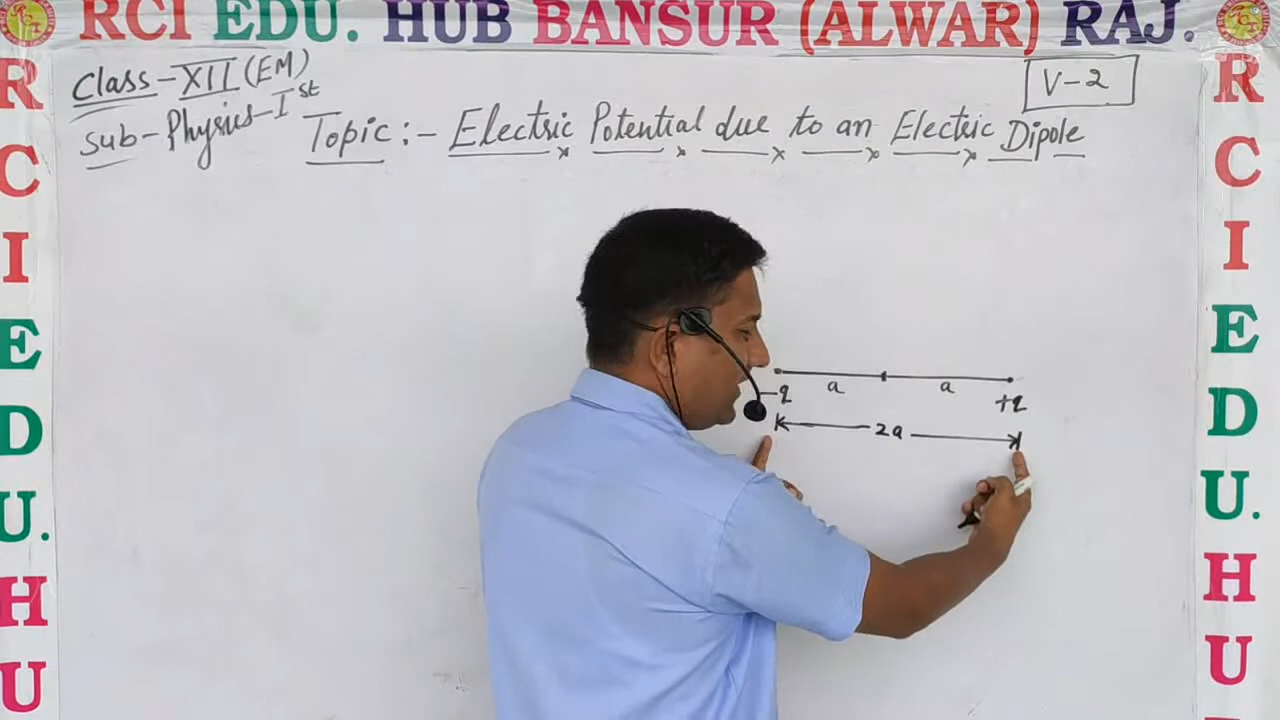 RCI EDU. HUB BANSUR (ALWAR) RAJ.
Class-XII (EM)
V-2
Sub-Physics-Ist
Topic:- Electric Potential due to an Electric Dipole
a a
-q +q
2a
R
C
I
E
D
U.
H
U
R
C
I
E
D
U.
H
U